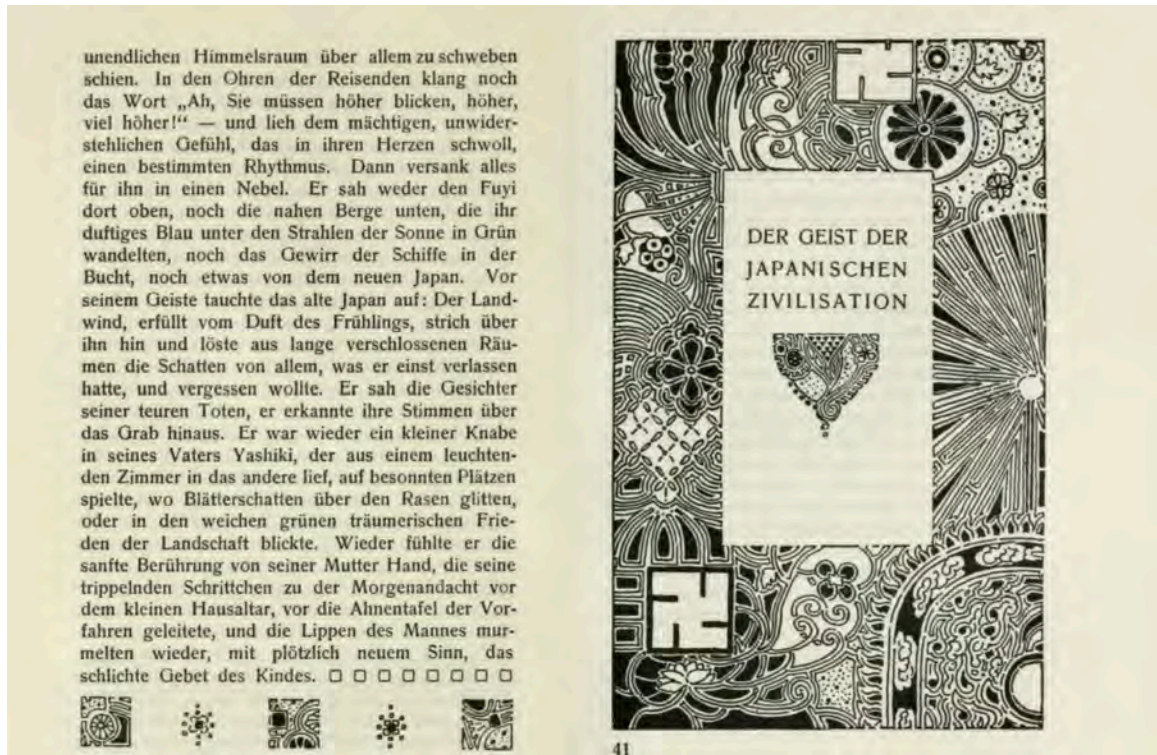 unendlichen Himmelsraum über allem zu schweben
schien. In den Ohren der Reisenden klang noch
das Wort „Ah, Sie müssen höher blicken, höher,
viel höher!“ — und lieh dem mächtigen, unwider-
stehlichen Gefühl, das in ihren Herzen schwoll,
einen bestimmten Rhythmus. Dann versank alles
für ihn in einen Nebel. Er sah weder den Fuyi
dort oben, noch die nahen Berge unten, die ihr
duftiges Blau unter den Strahlen der Sonne in Grün
wandelten, noch das Gewirr der Schiffe in der
Bucht, noch etwas von dem neuen Japan. Vor
seinem Geiste tauchte das alte Japan auf: Der Land-
wind, erfüllt vom Duft des Frühlings, strich über
ihn hin und löste aus lange verschlossenen Räu-
men die Schatten von allem, was er einst verlassen
hatte, und vergessen wollte. Er sah die Gesichter
seiner teuren Toten, er erkannte ihre Stimmen über
das Grab hinaus. Er war wieder ein kleiner Knabe
in seines Vaters Yashiki, der aus einem leuchten-
den Zimmer in das andere lief, auf besonnten Plätzen
spielte, wo Blätterschatten über den Rasen glitten,
oder in den weichen grünen träumerischen Frie-
den der Landschaft blickte. Wieder fühlte er die
sanfte Berührung von seiner Mutter Hand, die seine
trippelnden Schrittchen zu der Morgenandacht vor
dem kleinen Hausaltar, vor die Ahnentafel der Vor-
fahren geleitete, und die Lippen des Mannes mur-
melten wieder, mit plötzlich neuem Sinn, das
schlichte Gebet des Kindes.
DER GEIST DER
JAPANISCHEN
ZIVILISATION
41